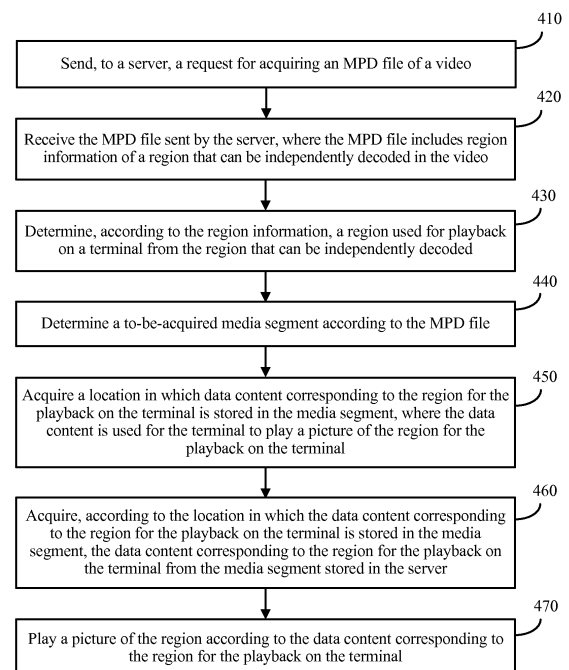 410
Send, to a server, a request for acquiring an MPD file of a video
420
Receive the MPD file sent by the server, where the MPD file includes region
information of a region that can be independently decoded in the video
430
Determine, according to the region information, a region used for playback
on a terminal from the region that can be independently decoded
440
Determine a to-be-acquired media segment according to the MPD file
450
Acquire a location in which data content corresponding to the region for the
playback on the terminal is stored in the media segment, where the data
content is used for the terminal to play a picture of the region for the
playback on the terminal
460
Acquire, according to the location in which the data content corresponding
to the region for the playback on the terminal is stored in the media
segment, the data content corresponding to the region for the playback on
the terminal from the media segment stored in the server
470
Play a picture of the region according to the data content corresponding to
the region for the playback on the terminal